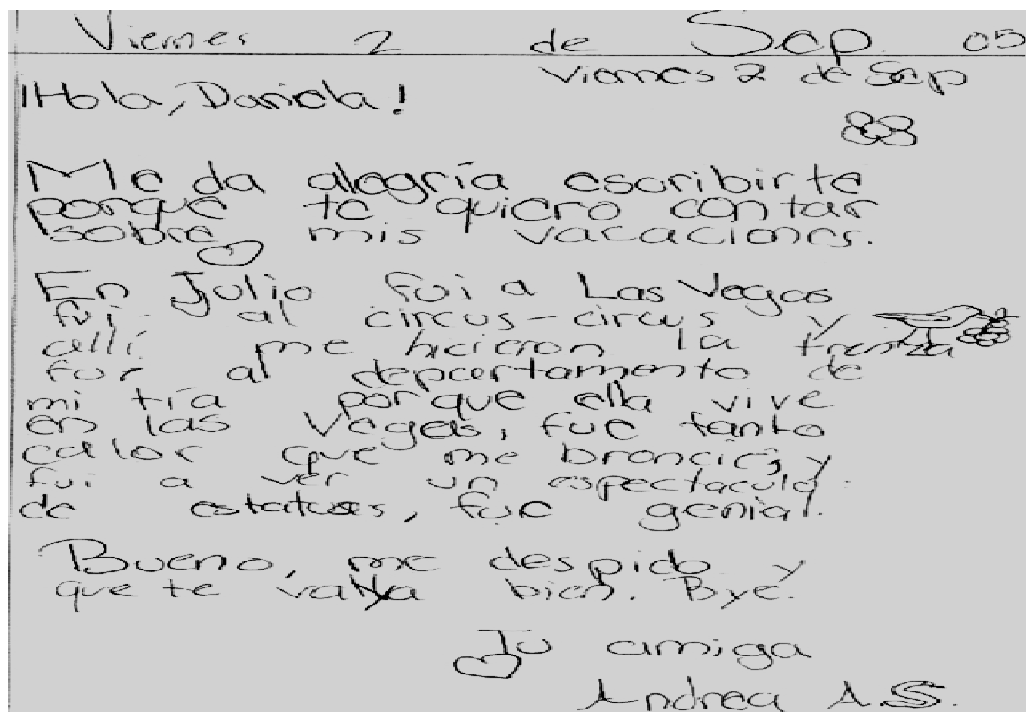 Viernes 2 de Sep 05
Viernes 2 de Sep
¡Hola, Daniela!
Me da alegría escribirte
porque te quiero contar
sobre mis vacaciones.
En Julio fui a Las Vegas
fui al circus-circus y
allí me hicieron la trenza
fui al departamento de
mi tía porque ella vive
en las Vegas, fue tanto
calor que me broncié, y
fui a ver un espectaculo
de estatuas, fue genial.
Bueno, me despido y
que te vaya bien. Bye.
Tu amiga
Andrea A.S.